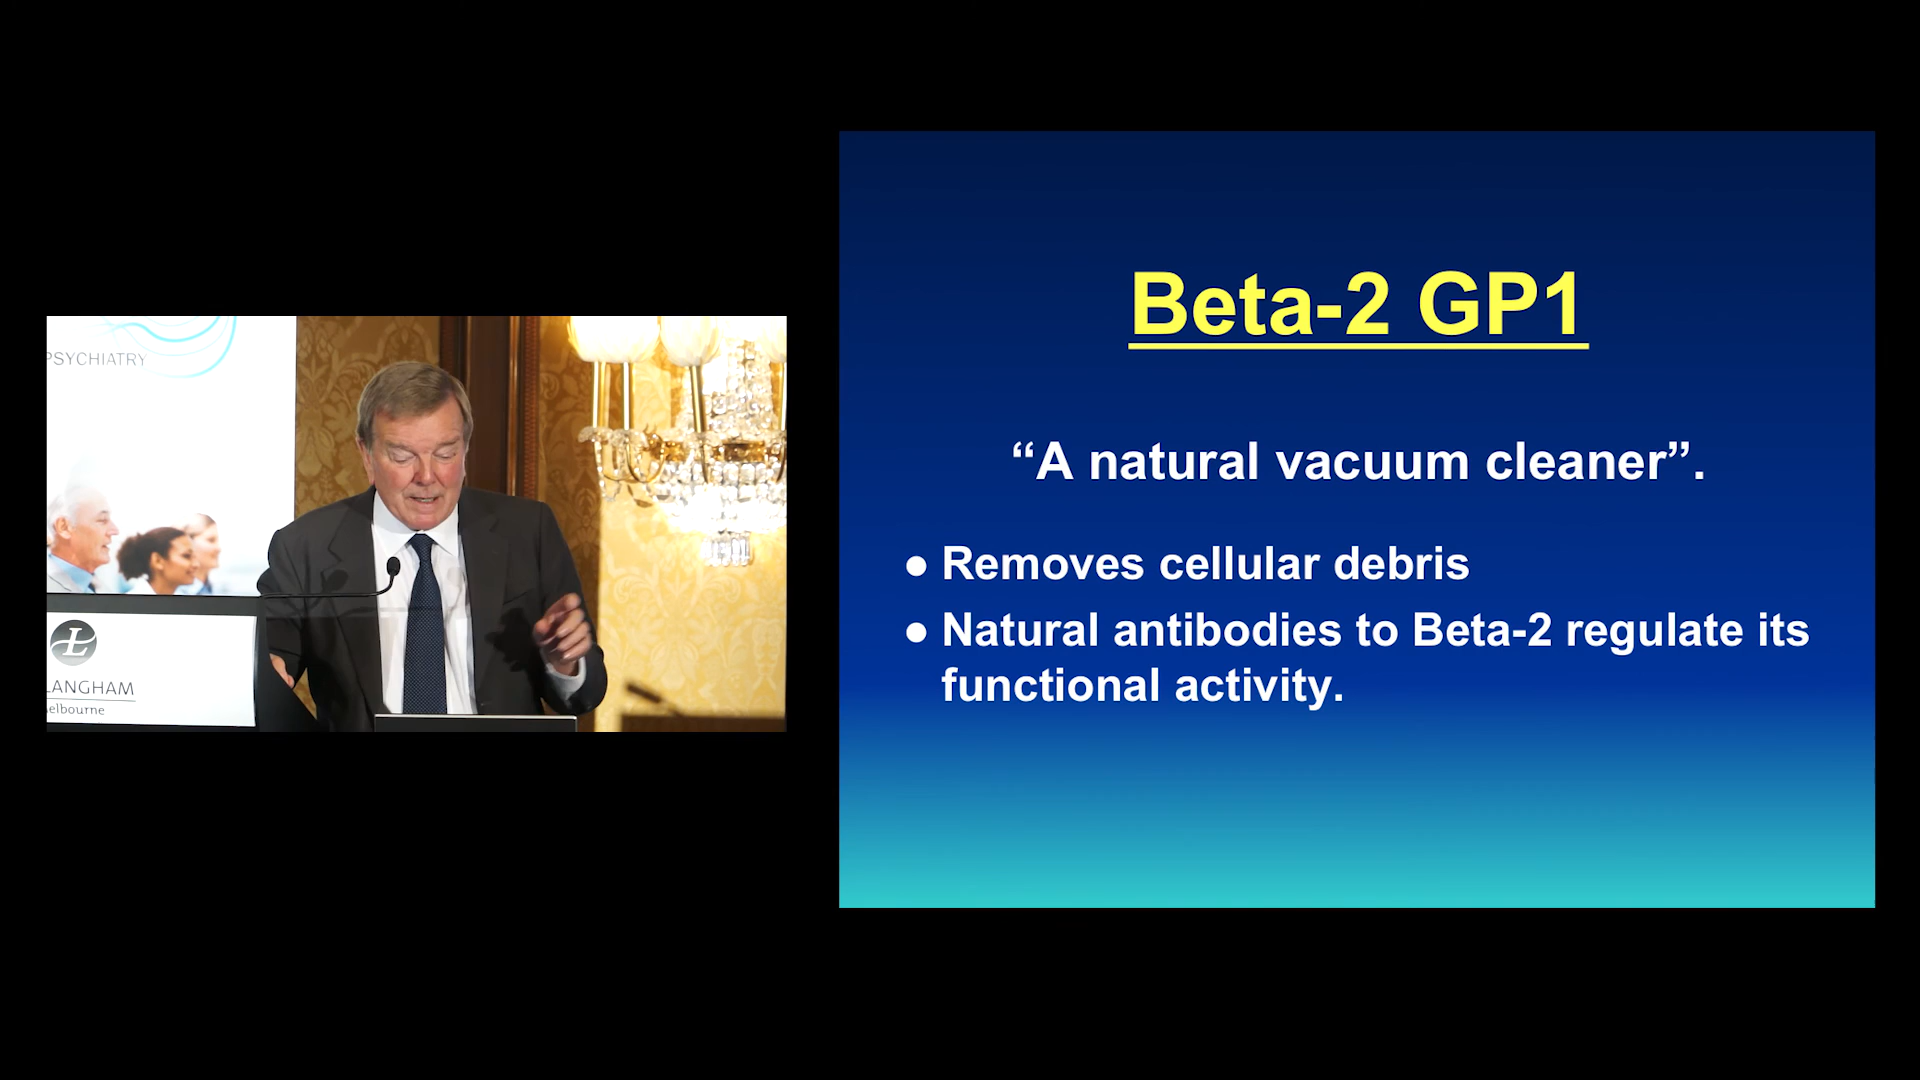 PSYCHIATRY
L
LANGHAM
elbourne
Beta-2 GP1
“A natural vacuum cleaner”.
● Removes cellular debris
● Natural antibodies to Beta-2 regulate its
functional activity.